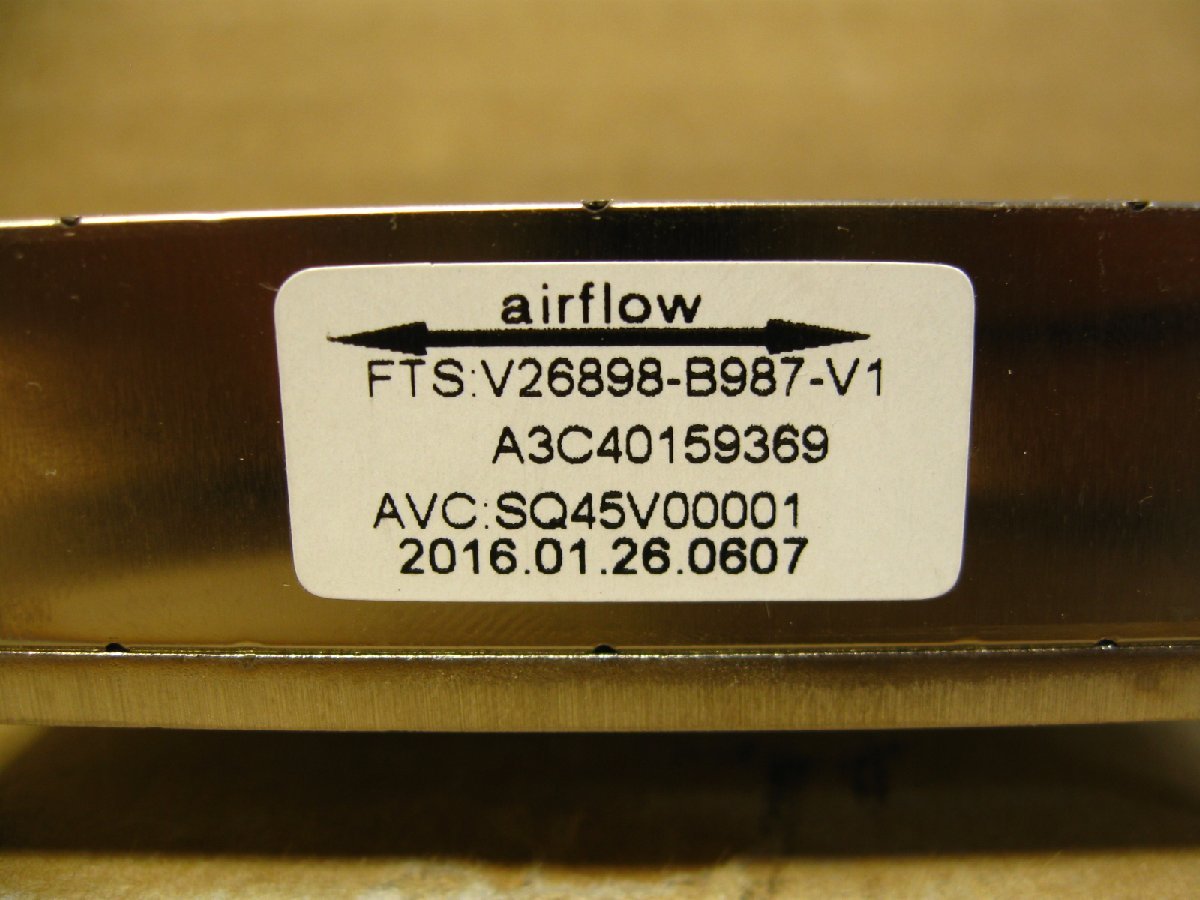 airflow
FTS:V26898-B987-V1
A3C40159369
AVC:SQ45V00001
2016.01.26.0607